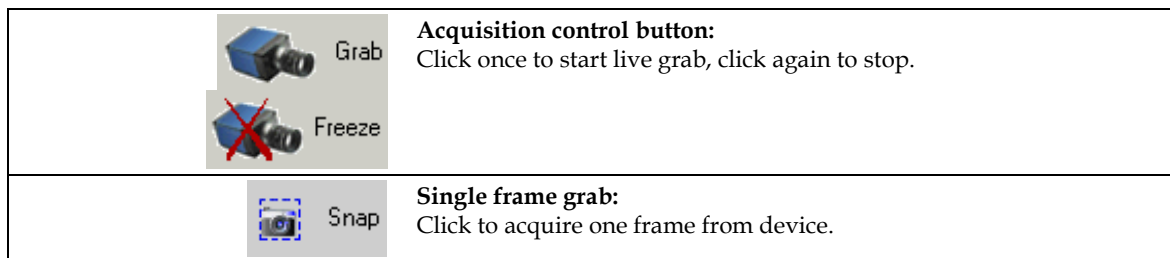 Grab
Freeze
Acquisition control button:
Click once to start live grab, click again to stop.
Snap
Single frame grab:
Click to acquire one frame from device.